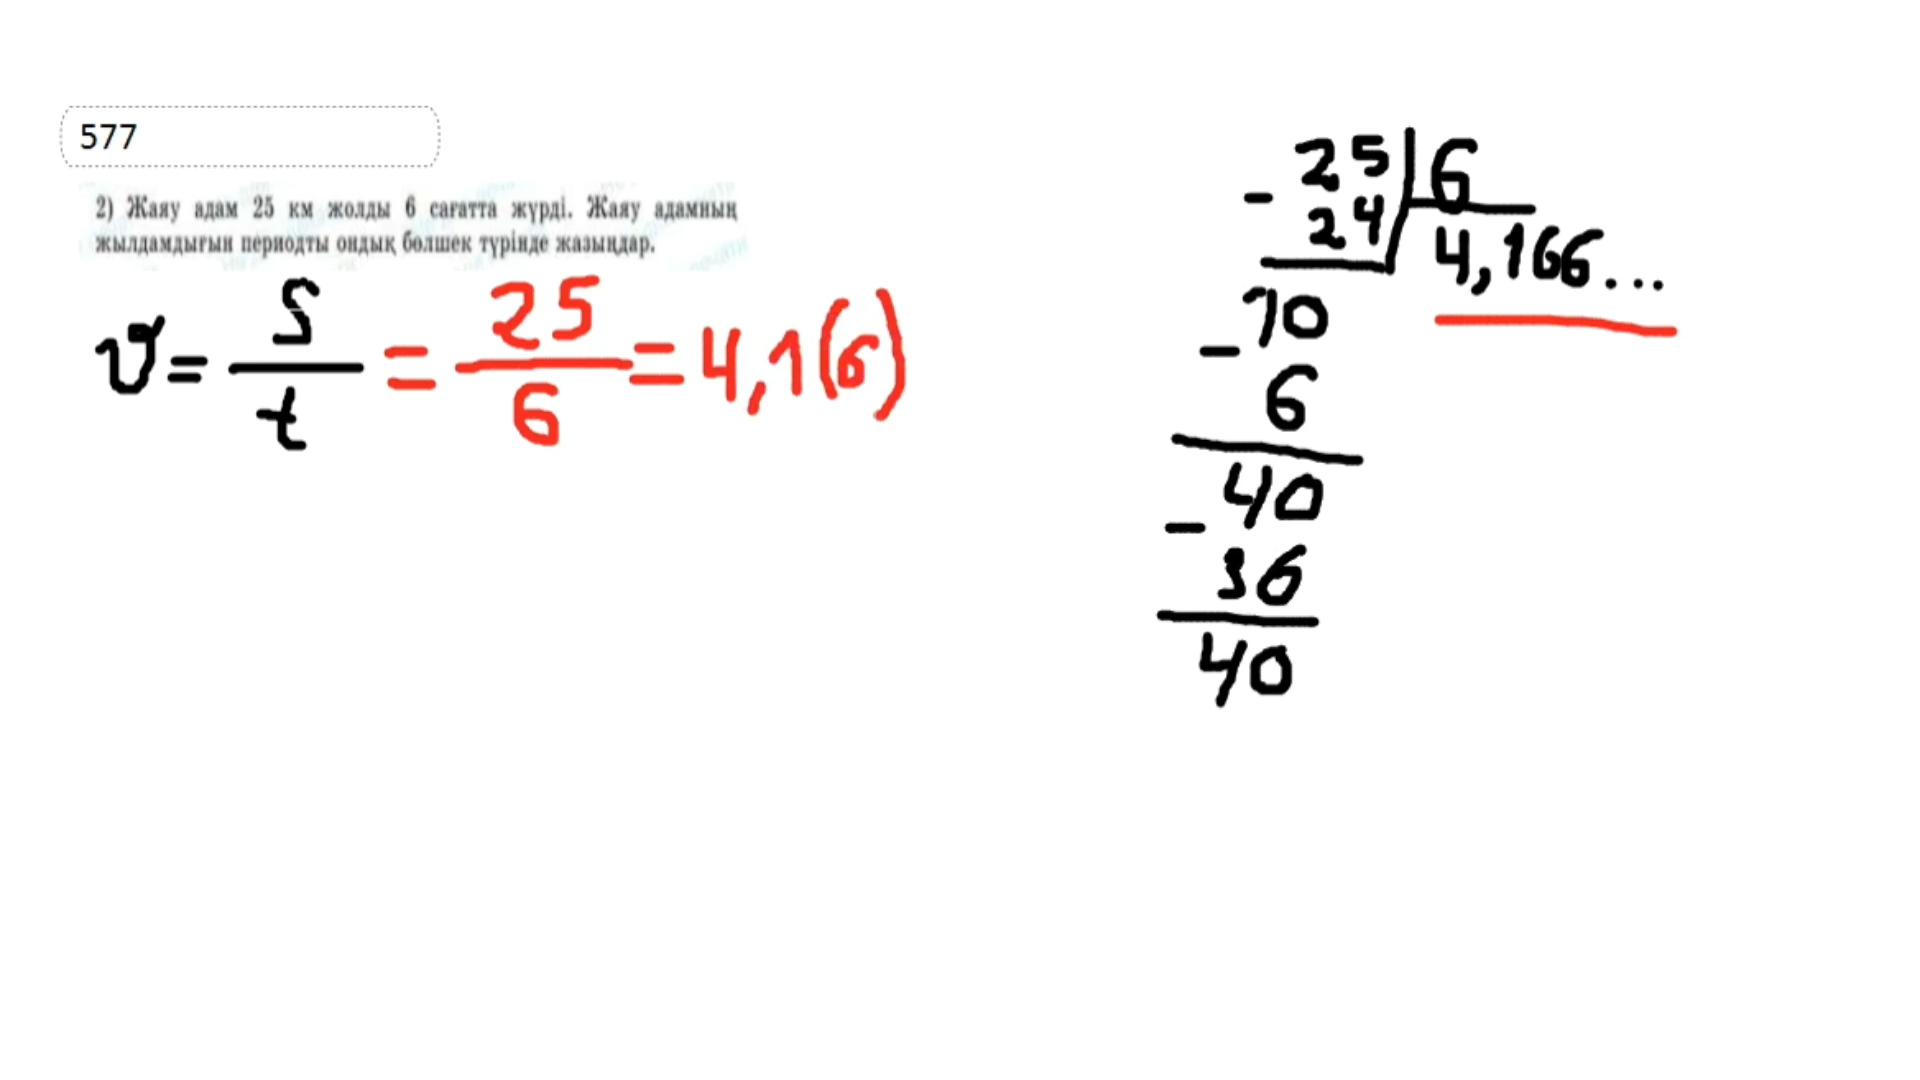 577
2) Жаяу адам 25 км жолды 6 сағатта жүрді. Жаяу адамның
жылдамдығын периодты ондық бөлшек түрінде жазыңдар.
v = S/t = 25/6 = 4,1(6)
25 | 6
- 24 4,166...
10
- 6
40
- 36
40